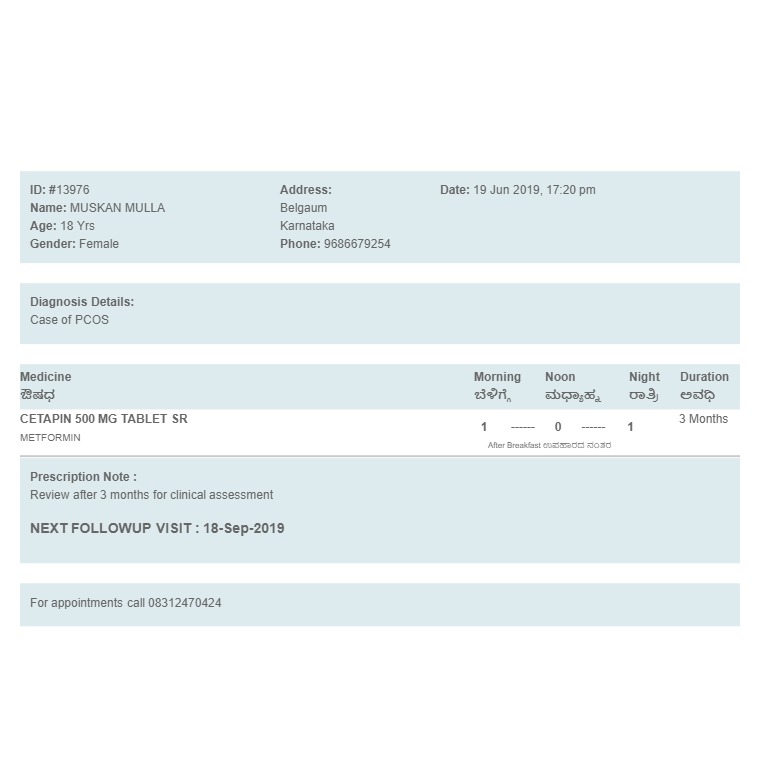 ID: #13976
Name: MUSKAN MULLA
Age: 18 Yrs
Gender: Female
Address:
Belgaum
Karnataka
Phone: 9686679254
Date: 19 Jun 2019, 17:20 pm
Diagnosis Details:
Case of PCOS
Medicine Morning Noon Night Duration
ಔಷಧ ಬೆಳಿಗ್ಗೆ ಮಧ್ಯಾಹ್ನ ರಾತ್ರಿ ಅವಧಿ
CETAPIN 500 MG TABLET SR 3 Months
1 ------ 0 ------ 1
METFORMIN
After Breakfast ಉಪಹಾರದ ನಂತರ
Prescription Note :
Review after 3 months for clinical assessment
NEXT FOLLOWUP VISIT : 18-Sep-2019
For appointments call 08312470424